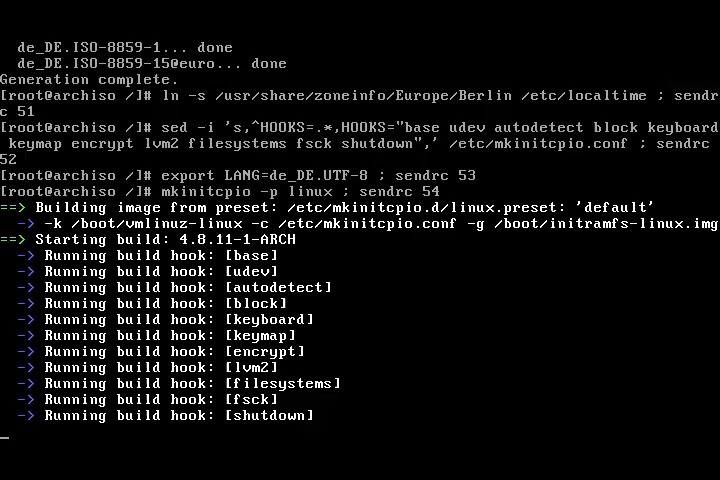 de_DE.ISO-8859-1... done
de_DE.ISO-8859-15@euro... done
Generation complete.
[root@archiso /]# ln -s /usr/share/zoneinfo/Europe/Berlin /etc/localtime ; sendr
c 51
[root@archiso /]# sed -i 's,^HOOKS=.*,HOOKS="base udev autodetect block keyboard
keymap encrypt lvm2 filesystems fsck shutdown",' /etc/mkinitcpio.conf ; sendrc
52
[root@archiso /]# export LANG=de_DE.UTF-8 ; sendrc 53
[root@archiso /]# mkinitcpio -p linux ; sendrc 54
==> Building image from preset: /etc/mkinitcpio.d/linux.preset: 'default'
-> -k /boot/vmlinuz-linux -c /etc/mkinitcpio.conf -g /boot/initramfs-linux.img
==> Starting build: 4.8.11-1-ARCH
-> Running build hook: [base]
-> Running build hook: [udev]
-> Running build hook: [autodetect]
-> Running build hook: [block]
-> Running build hook: [keyboard]
-> Running build hook: [keymap]
-> Running build hook: [encrypt]
-> Running build hook: [lvm2]
-> Running build hook: [filesystems]
-> Running build hook: [fsck]
-> Running build hook: [shutdown]